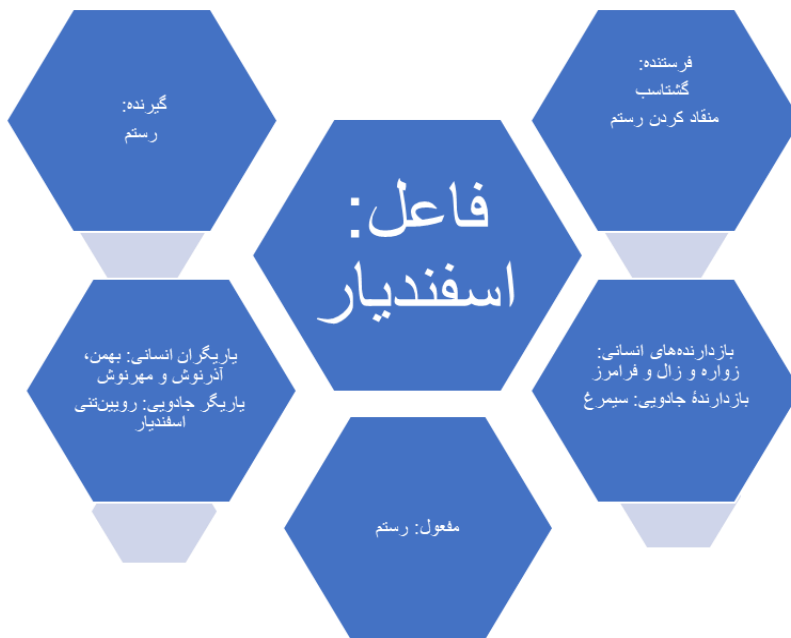 فرستنده:
گشتاسب
منقاد کردن رستم
گیرنده:
رستم
فاعل:
اسفندیار
بازدارنده‌های انسانی:
زواره و زال و فرامرز
بازدارندۀ جادویی: سیمرغ
یاریگران انسانی: بهمن،
آذرنوش و مهرنوش
یاریگر جادویی: رویین‌تنی
اسفندیار
مفعول: رستم